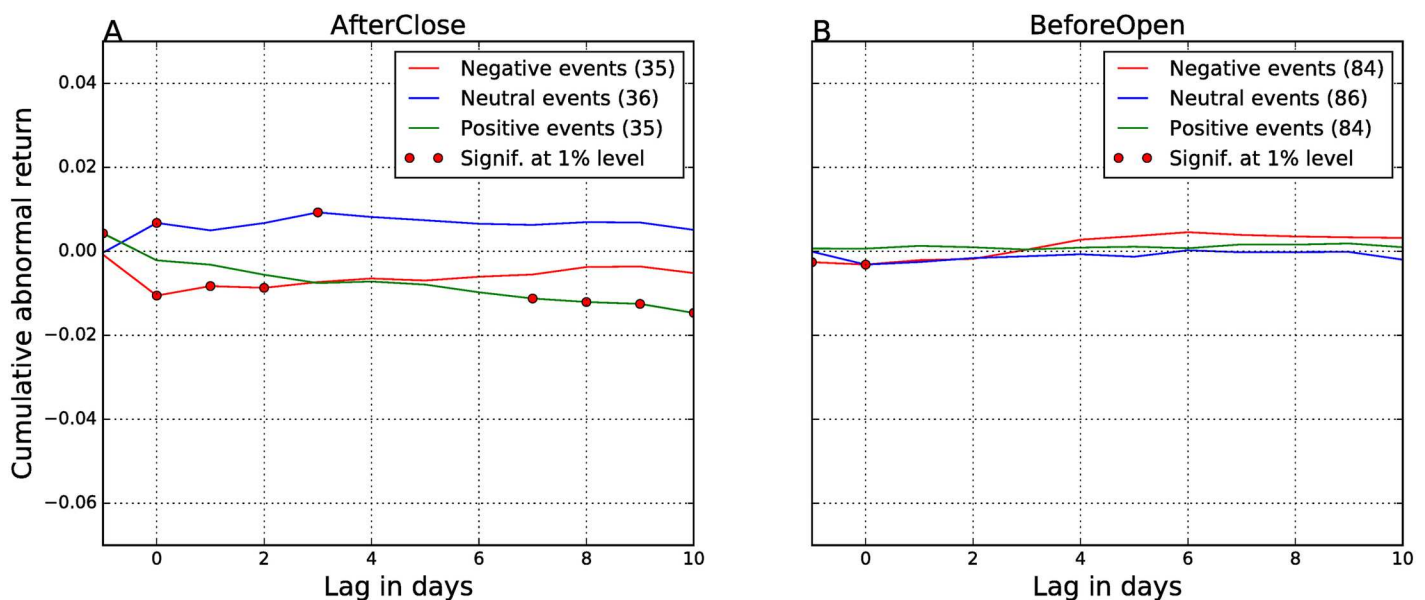 A
AfterClose
Negative events (35)
Neutral events (36)
Positive events (35)
Signif. at 1% level
Cumulative abnormal return
0.04
0.02
0.00
−0.02
−0.04
−0.06
0
2
4
6
8
10
Lag in days
B
BeforeOpen
Negative events (84)
Neutral events (86)
Positive events (84)
Signif. at 1% level
0
2
4
6
8
10
Lag in days